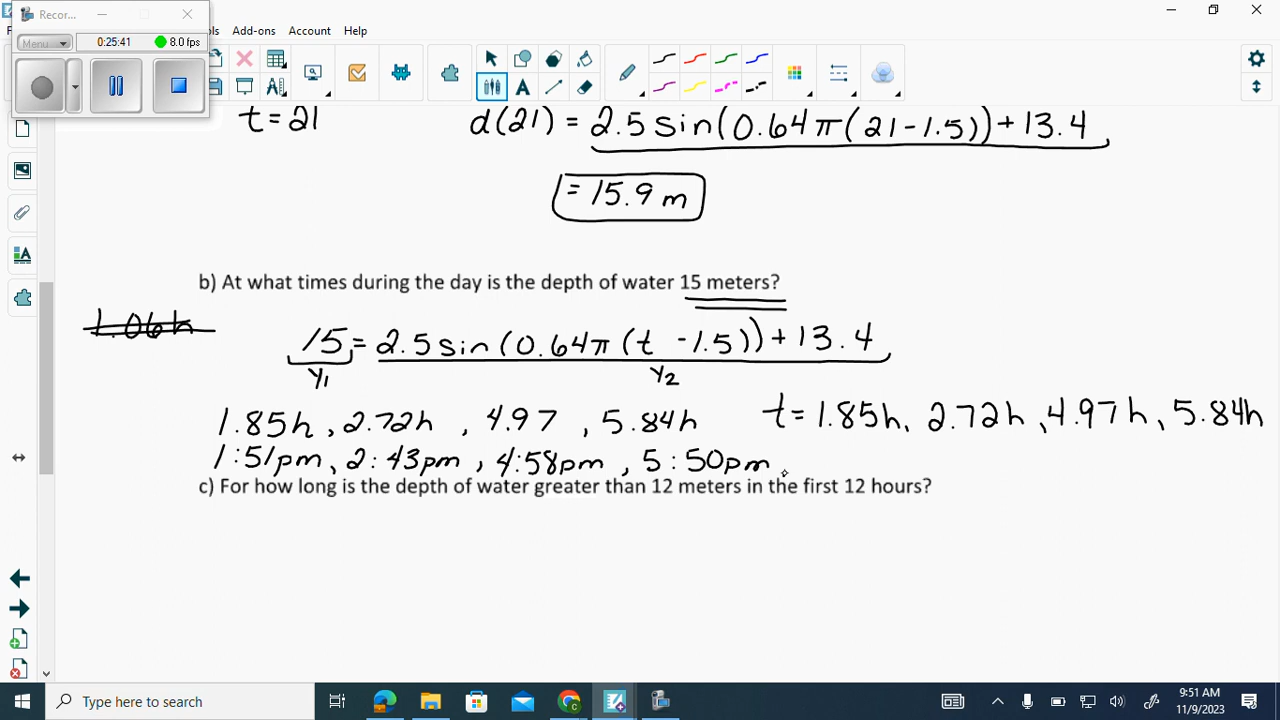 Recor...
Menu 0:25:41 8.0 fps
ols Add-ons Account Help
t = 21 d(21) = 2.5 sin(0.64π(21-1.5)) + 13.4
= 15.9 m
b) At what times during the day is the depth of water 15 meters?
1.06h
15 = 2.5 sin(0.64π(t -1.5)) + 13.4
Y1 Y2
1.85h, 2.72h, 4.97, 5.84h t = 1.85h, 2.72h, 4.97h, 5.84h
1:51pm, 2:43pm, 4:58pm, 5:50pm
c) For how long is the depth of water greater than 12 meters in the first 12 hours?
Type here to search
9:51 AM
11/9/2023